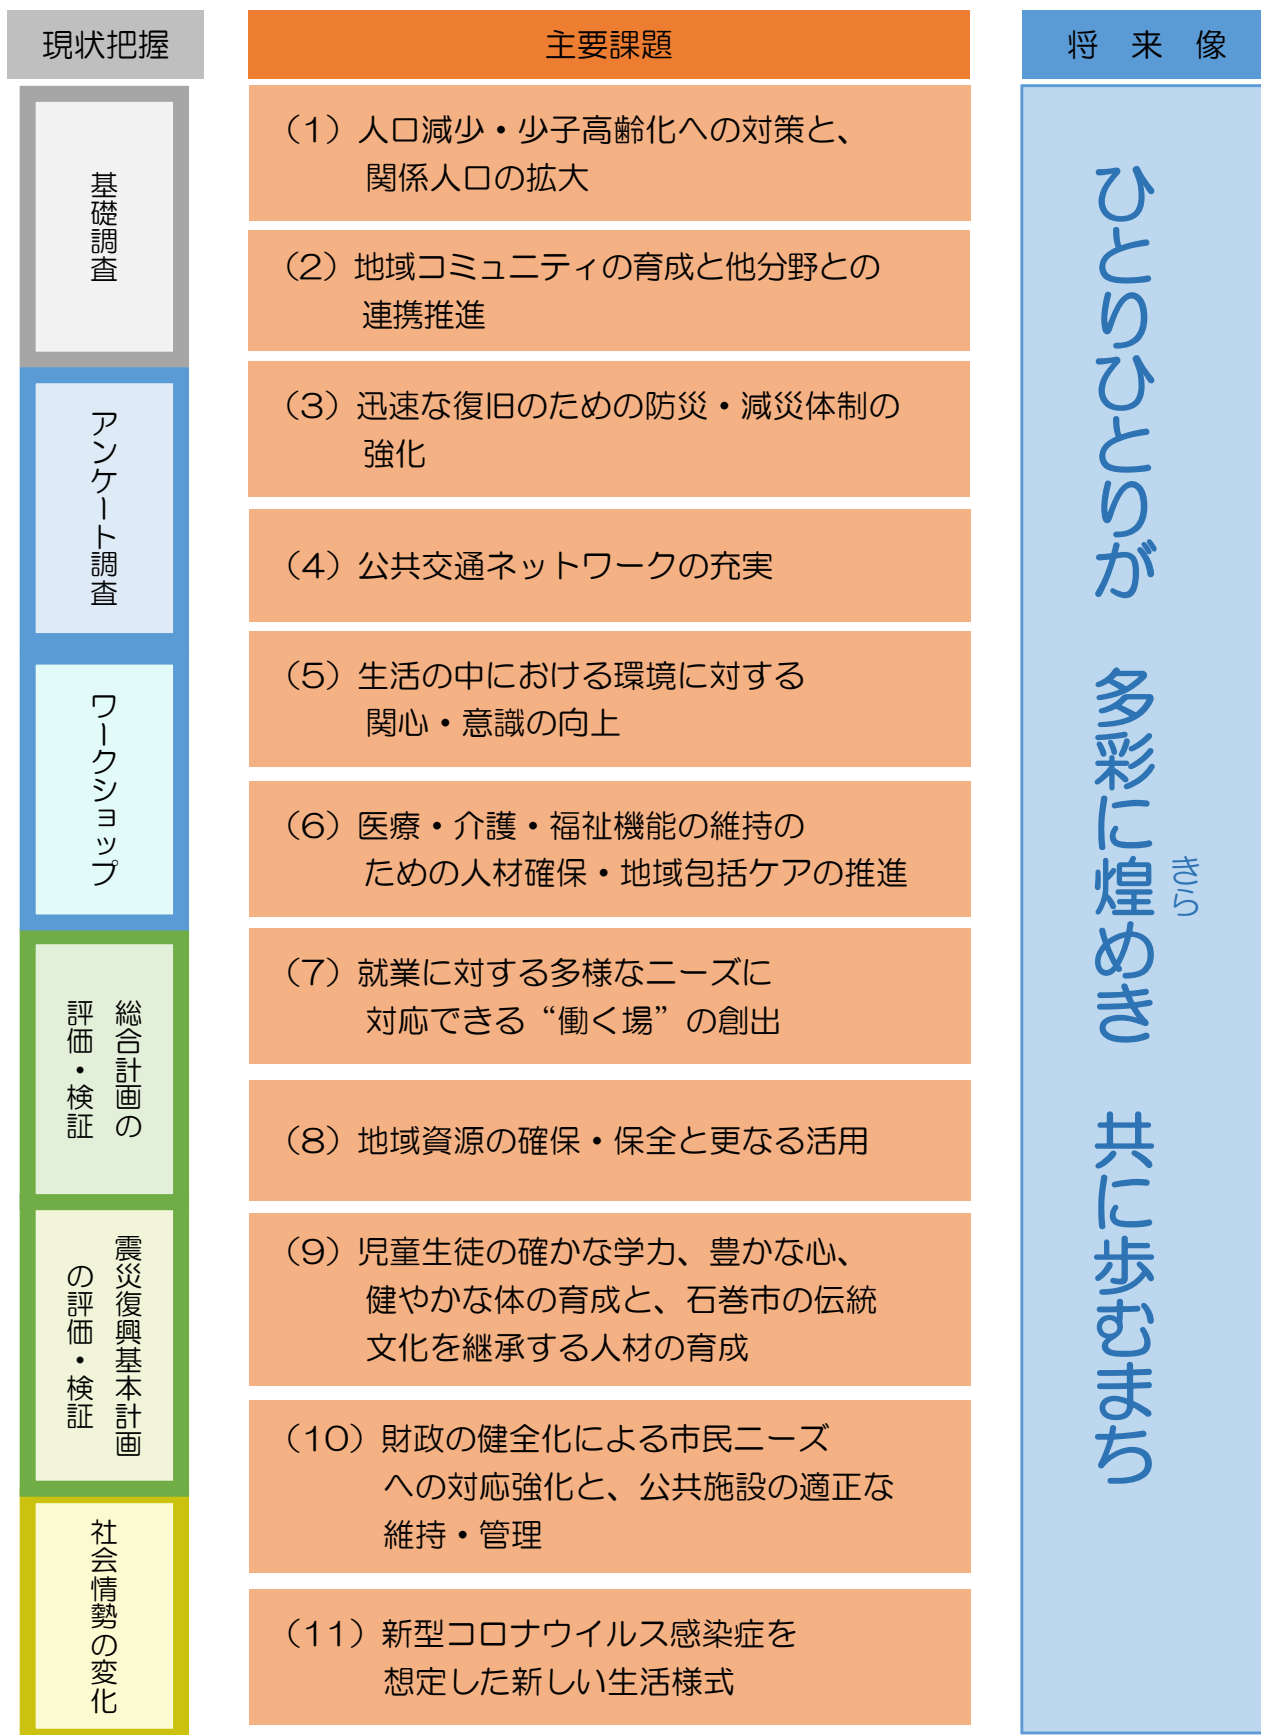 現状把握
基礎調査
アンケート調査
ワークショップ
総合計画の
評価・検証
震災復興基本計画
の評価・検証
社会情勢の変化
主要課題
（1）人口減少・少子高齢化への対策と、
関係人口の拡大
（2）地域コミュニティの育成と他分野との
連携推進
（3）迅速な復旧のための防災・減災体制の
強化
（4）公共交通ネットワークの充実
（5）生活の中における環境に対する
関心・意識の向上
（6）医療・介護・福祉機能の維持の
ための人材確保・地域包括ケアの推進
（7）就業に対する多様なニーズに
対応できる“働く場”の創出
（8）地域資源の確保・保全と更なる活用
（9）児童生徒の確かな学力、豊かな心、
健やかな体の育成と、石巻市の伝統
文化を継承する人材の育成
（10）財政の健全化による市民ニーズ
への対応強化と、公共施設の適正な
維持・管理
（11）新型コロナウイルス感染症を
想定した新しい生活様式
将 来 像
ひとりひとりが 多彩に煌めき 共に歩むまち
きら